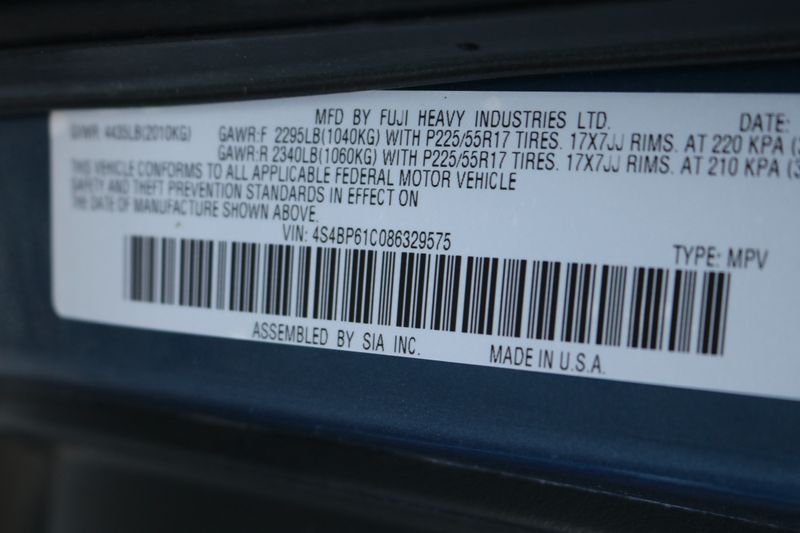 MFD BY FUJI HEAVY INDUSTRIES LTD. DATE:
GVWR: 4435LB(2010KG) GAWR:F 2295LB(1040KG) WITH P225/55R17 TIRES. 17X7JJ RIMS. AT 220 KPA (3
GAWR:R 2340LB(1060KG) WITH P225/55R17 TIRES. 17X7JJ RIMS. AT 210 KPA (3
THIS VEHICLE CONFORMS TO ALL APPLICABLE FEDERAL MOTOR VEHICLE
SAFETY AND THEFT PREVENTION STANDARDS IN EFFECT ON
THE DATE OF MANUFACTURE SHOWN ABOVE.
VIN: 4S4BP61C086329575
TYPE: MPV
ASSEMBLED BY SIA INC.
MADE IN U.S.A.